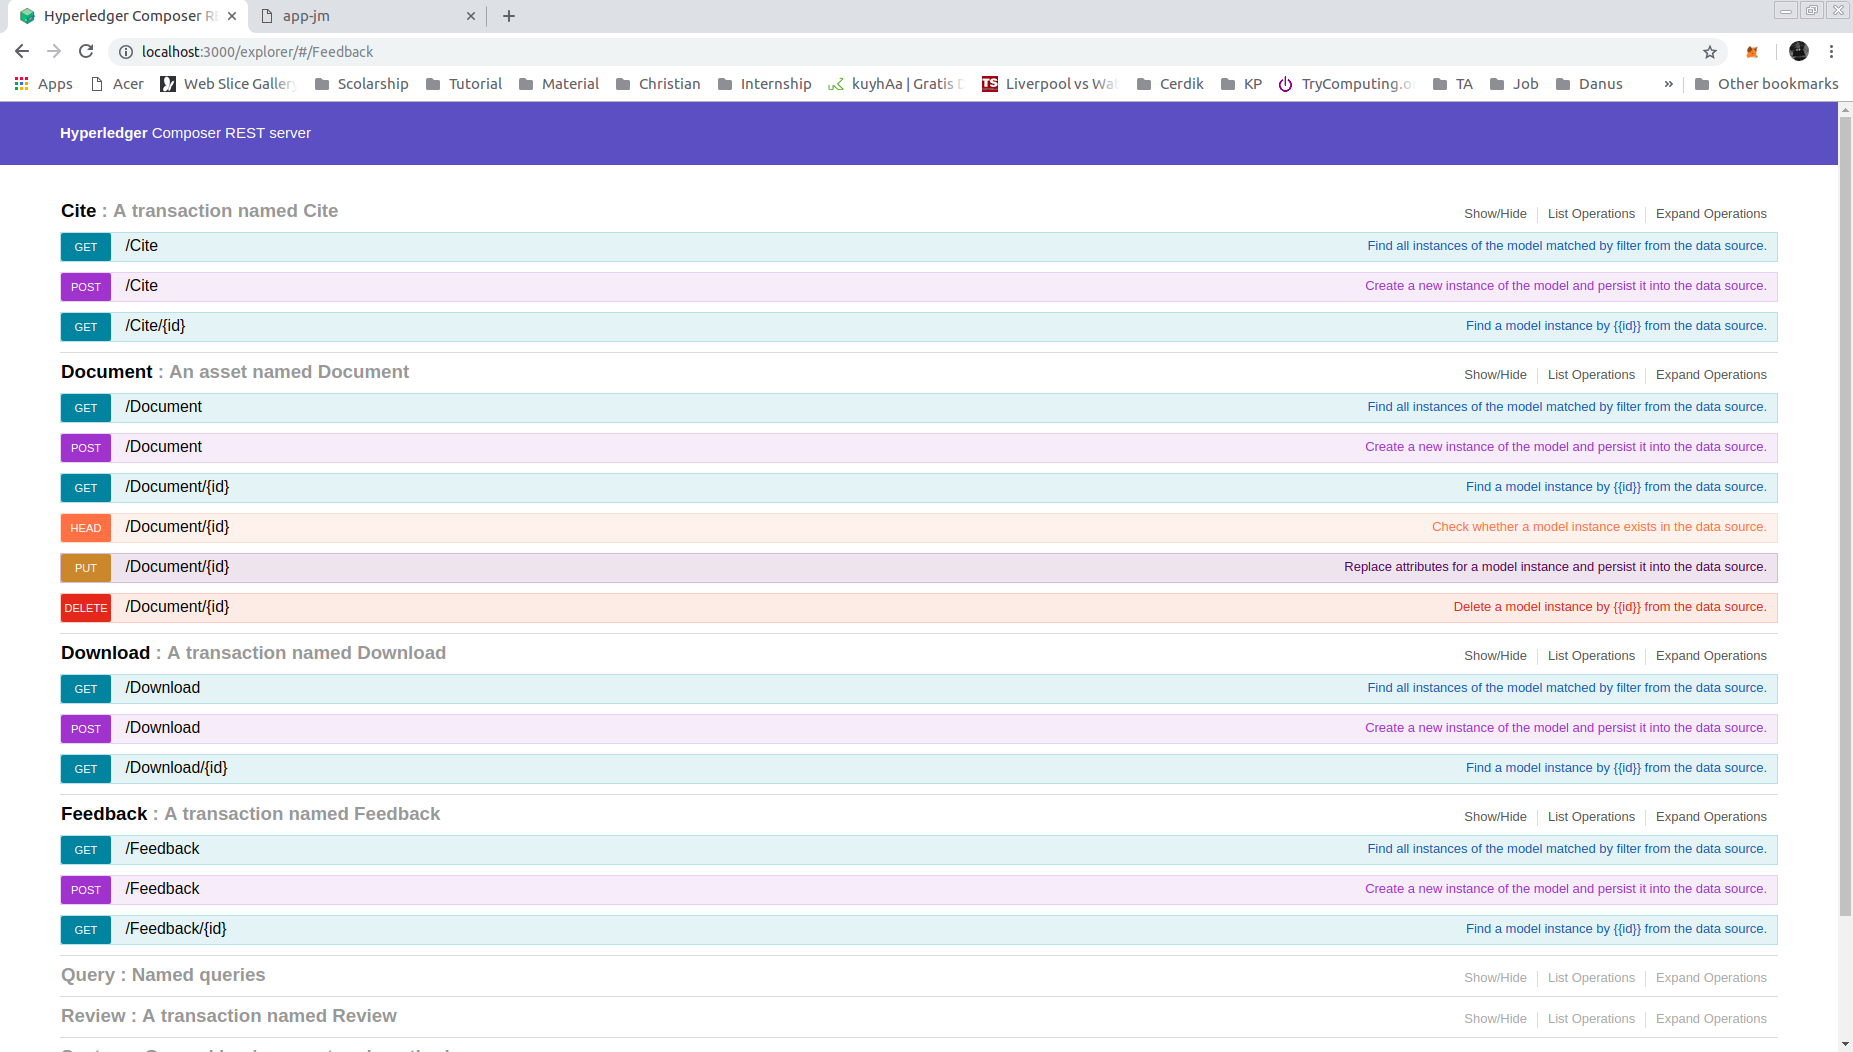 Hyperledger Composer RE
app-jm
localhost:3000/explorer/#/Feedback
Apps Acer Web Slice Gallery Scolarship Tutorial Material Christian Internship kuyhAa | Gratis D Liverpool vs Wat Cerdik KP TryComputing.o TA Job Danus » Other bookmarks
Hyperledger Composer REST server
Cite : A transaction named Cite Show/Hide List Operations Expand Operations
GET /Cite Find all instances of the model matched by filter from the data source.
POST /Cite Create a new instance of the model and persist it into the data source.
GET /Cite/{id} Find a model instance by {{id}} from the data source.
Document : An asset named Document Show/Hide List Operations Expand Operations
GET /Document Find all instances of the model matched by filter from the data source.
POST /Document Create a new instance of the model and persist it into the data source.
GET /Document/{id} Find a model instance by {{id}} from the data source.
HEAD /Document/{id} Check whether a model instance exists in the data source.
PUT /Document/{id} Replace attributes for a model instance and persist it into the data source.
DELETE /Document/{id} Delete a model instance by {{id}} from the data source.
Download : A transaction named Download Show/Hide List Operations Expand Operations
GET /Download Find all instances of the model matched by filter from the data source.
POST /Download Create a new instance of the model and persist it into the data source.
GET /Download/{id} Find a model instance by {{id}} from the data source.
Feedback : A transaction named Feedback Show/Hide List Operations Expand Operations
GET /Feedback Find all instances of the model matched by filter from the data source.
POST /Feedback Create a new instance of the model and persist it into the data source.
GET /Feedback/{id} Find a model instance by {{id}} from the data source.
Query : Named queries Show/Hide List Operations Expand Operations
Review : A transaction named Review Show/Hide List Operations Expand Operations